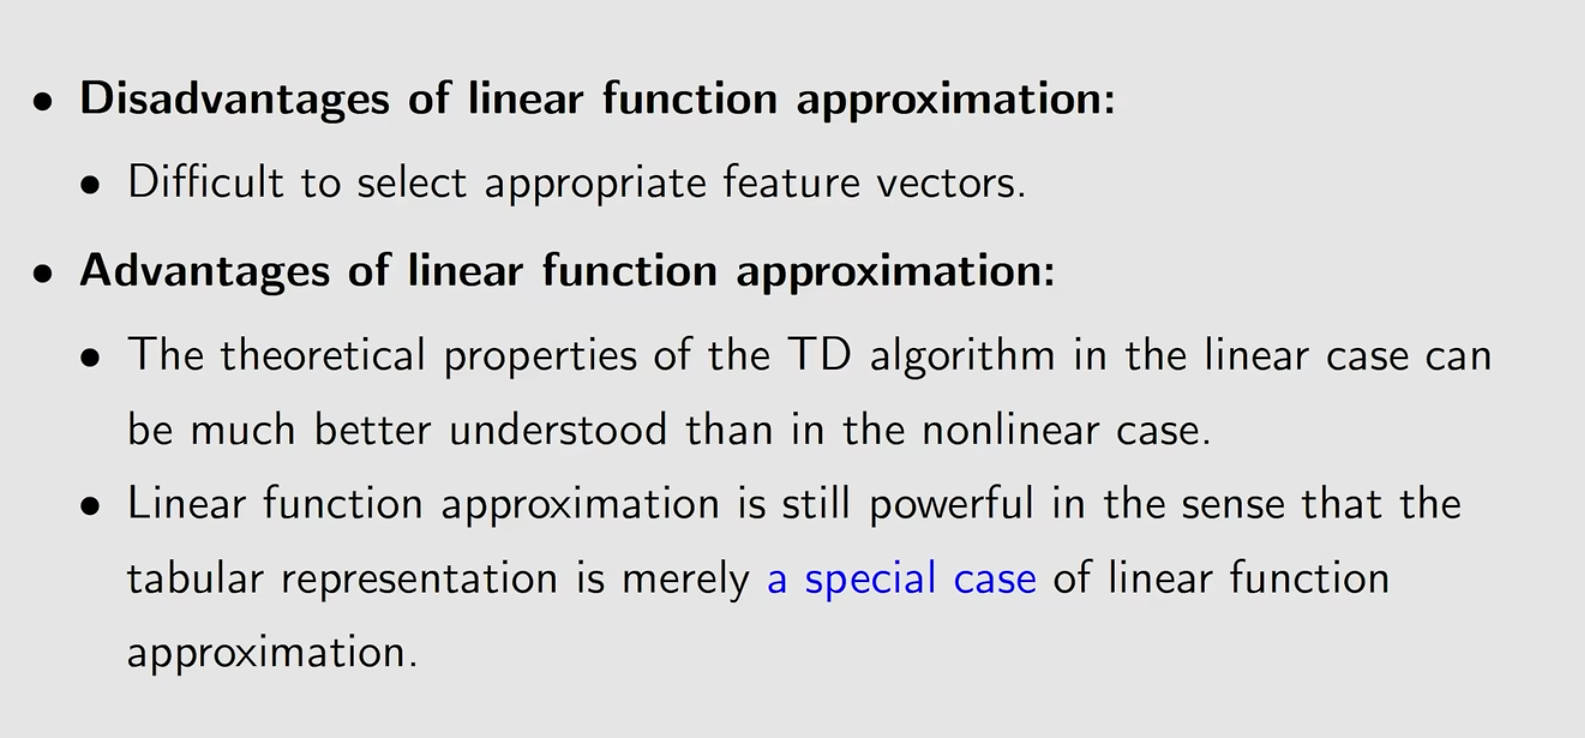 • Disadvantages of linear function approximation:
• Difficult to select appropriate feature vectors.
• Advantages of linear function approximation:
• The theoretical properties of the TD algorithm in the linear case can
be much better understood than in the nonlinear case.
• Linear function approximation is still powerful in the sense that the
tabular representation is merely a special case of linear function
approximation.